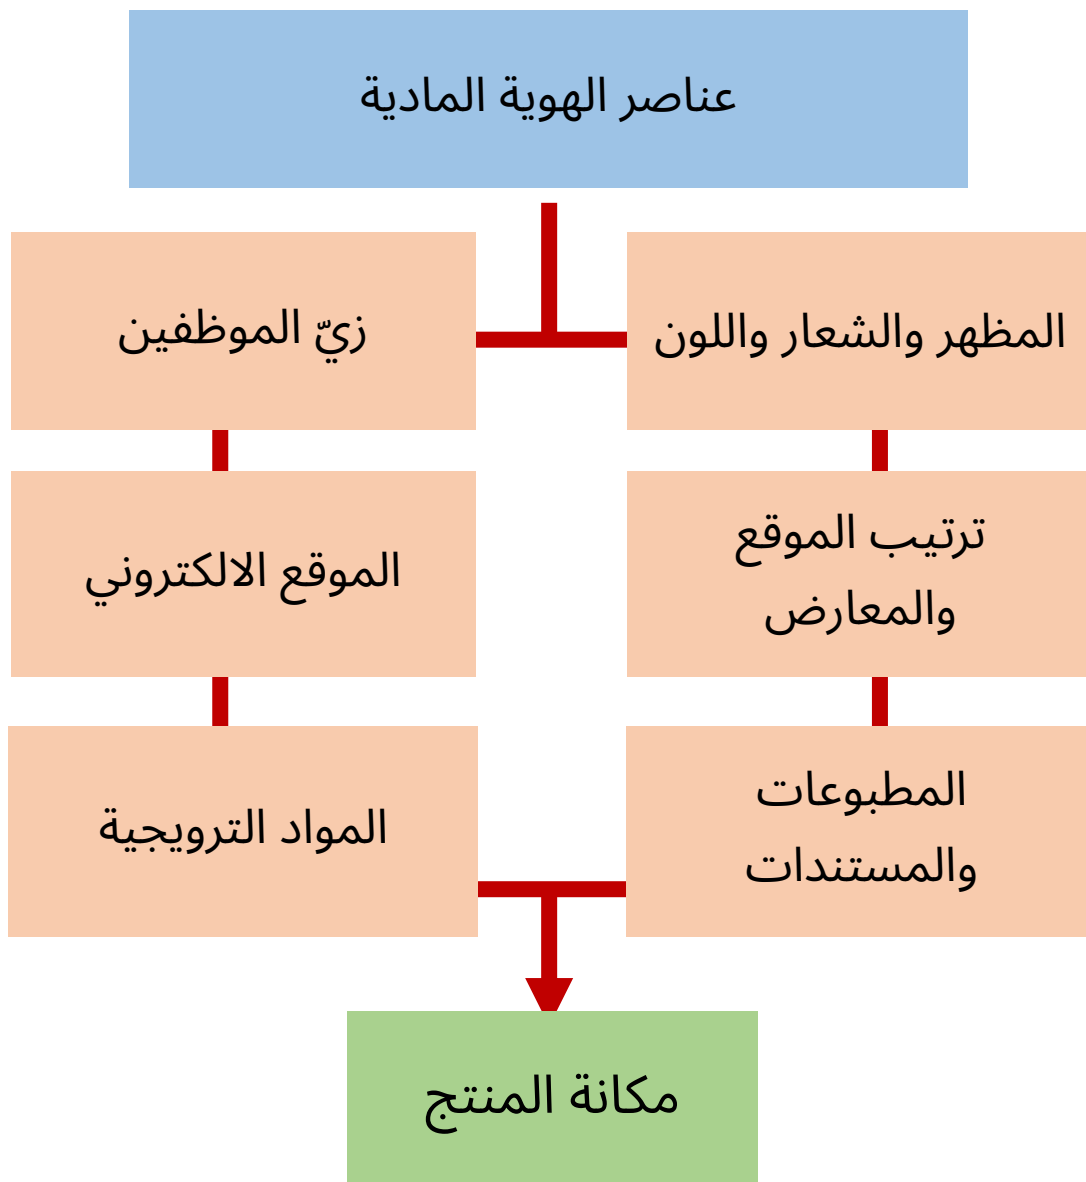 عناصر الهوية المادية
المظهر والشعار واللون
زيّ الموظفين
ترتيب الموقع
والمعارض
الموقع الالكتروني
المطبوعات
والمستندات
المواد الترويجية
مكانة المنتج